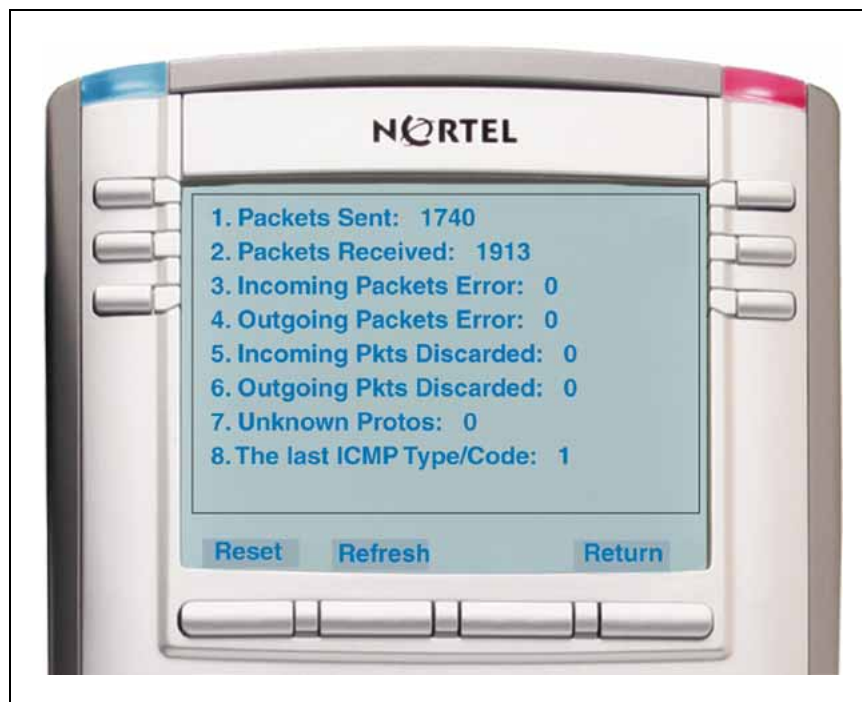 NORTEL
1. Packets Sent: 1740
2. Packets Received: 1913
3. Incoming Packets Error: 0
4. Outgoing Packets Error: 0
5. Incoming Pkts Discarded: 0
6. Outgoing Pkts Discarded: 0
7. Unknown Protos: 0
8. The last ICMP Type/Code: 1
Reset Refresh Return